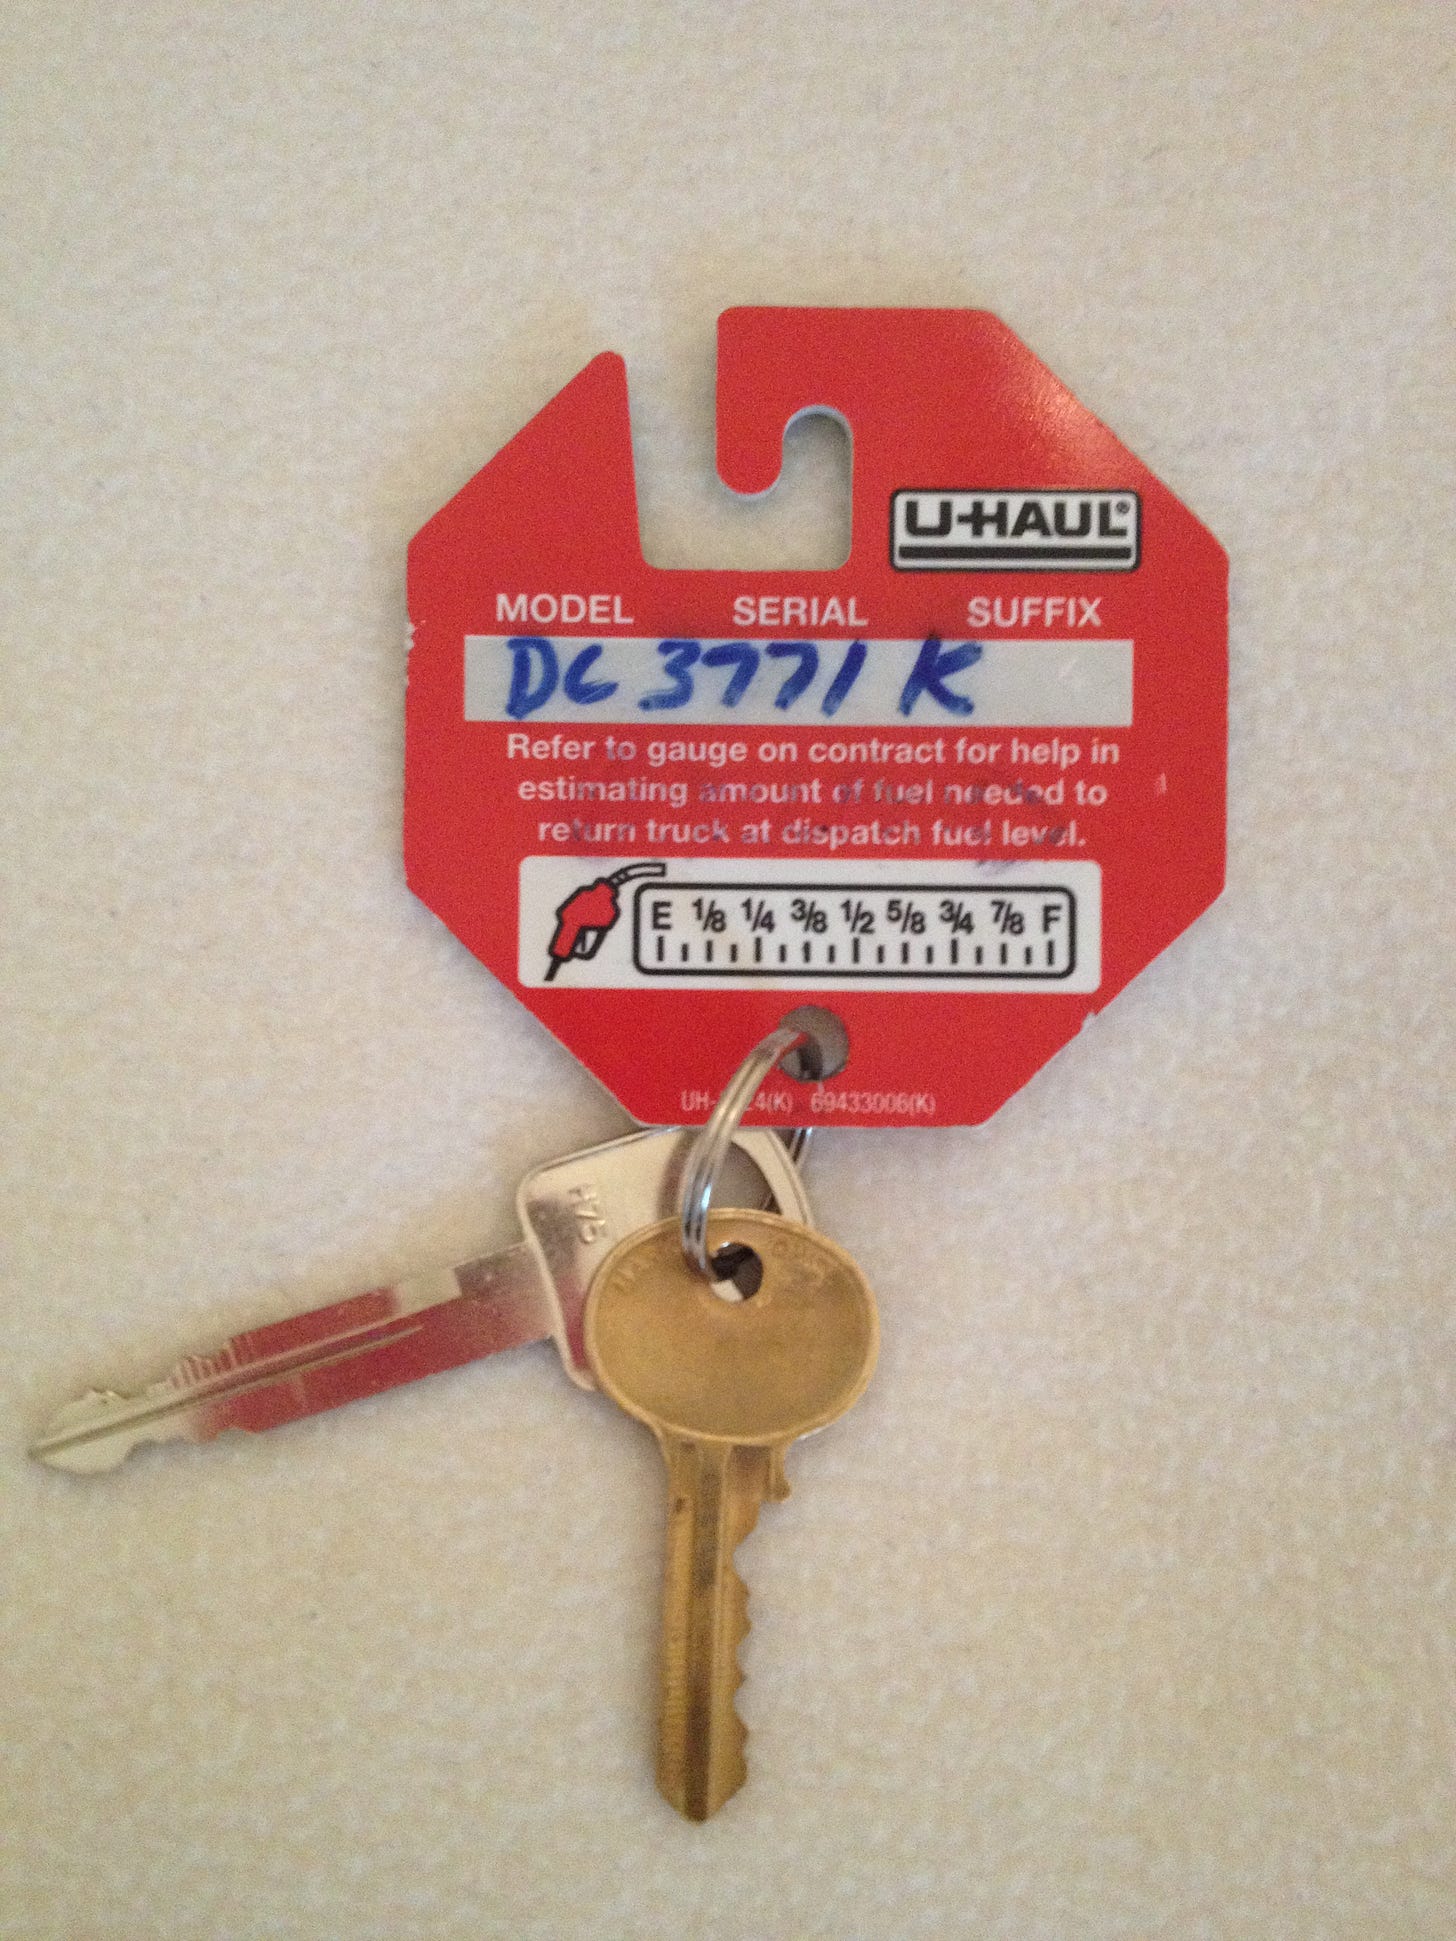 U-HAUL®
MODEL SERIAL SUFFIX
DC 3771 K
Refer to gauge on contract for help in
estimating amount of fuel needed to
return truck at dispatch fuel level.
E 1/8 1/4 3/8 1/2 5/8 3/4 7/8 F
69433006(K)
H75